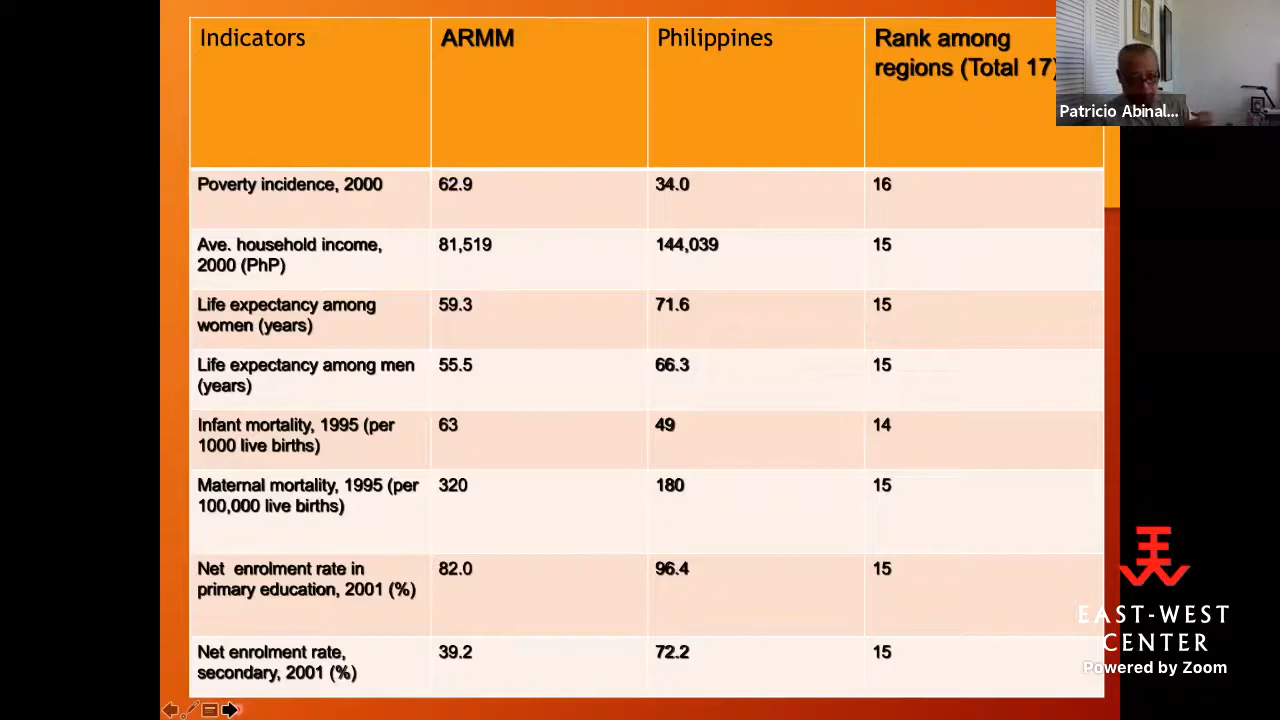 Indicators
ARMM
Philippines
Rank among
regions (Total 17)
Patricio Abinal...
Poverty incidence, 2000
62.9
34.0
16
Ave. household income,
2000 (PhP)
81,519
144,039
15
Life expectancy among
women (years)
59.3
71.6
15
Life expectancy among men
(years)
55.5
66.3
15
Infant mortality, 1995 (per
1000 live births)
63
49
14
Maternal mortality, 1995 (per
100,000 live births)
320
180
15
Net enrolment rate in
primary education, 2001 (%)
82.0
96.4
15
Net enrolment rate,
secondary, 2001 (%)
39.2
72.2
15
EAST-WEST
CENTER
Powered by Zoom